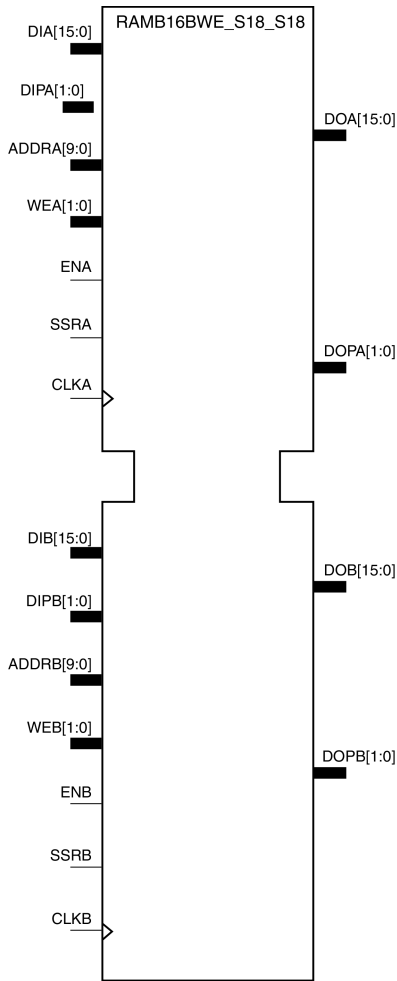 RAMB16BWE_S18_S18
DIA[15:0]
DIPA[1:0]
ADDRA[9:0]
WEA[1:0]
ENA
SSRA
CLKA
DOA[15:0]
DOPA[1:0]
DIB[15:0]
DIPB[1:0]
ADDRB[9:0]
WEB[1:0]
ENB
SSRB
CLKB
DOB[15:0]
DOPB[1:0]